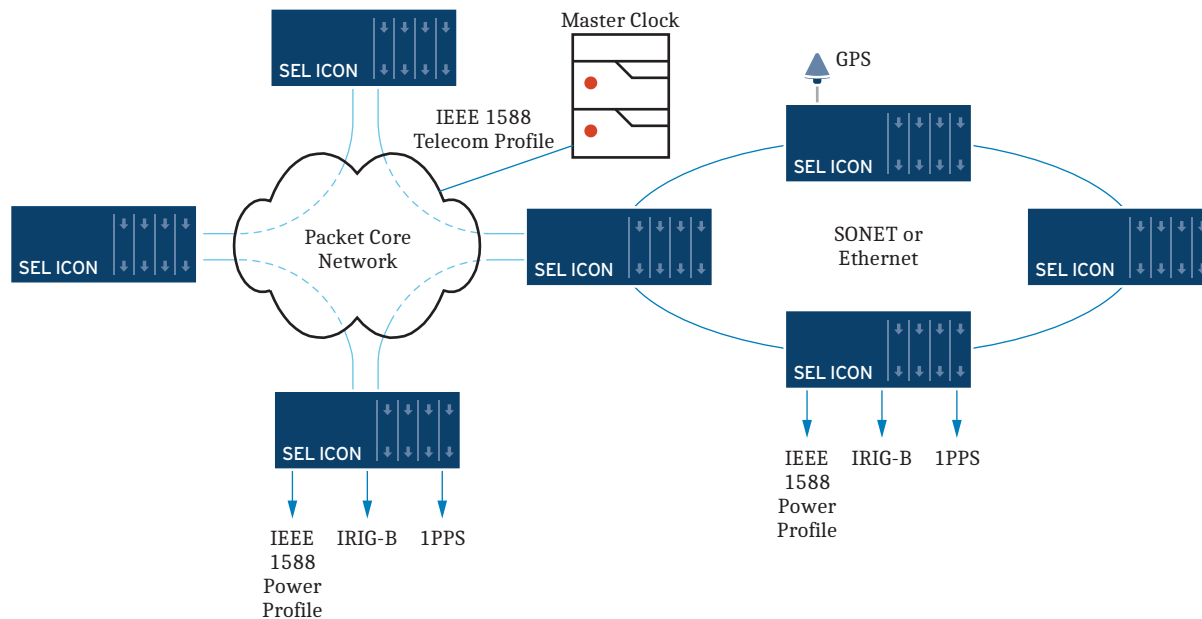 Master Clock
SEL ICON
GPS
IEEE 1588
Telecom Profile
SEL ICON
SEL ICON
Packet Core
Network
SEL ICON
SONET or
Ethernet
SEL ICON
SEL ICON
SEL ICON
IEEE
1588
Power
Profile
IRIG-B
1PPS
IEEE
1588
Power
Profile
IRIG-B
1PPS